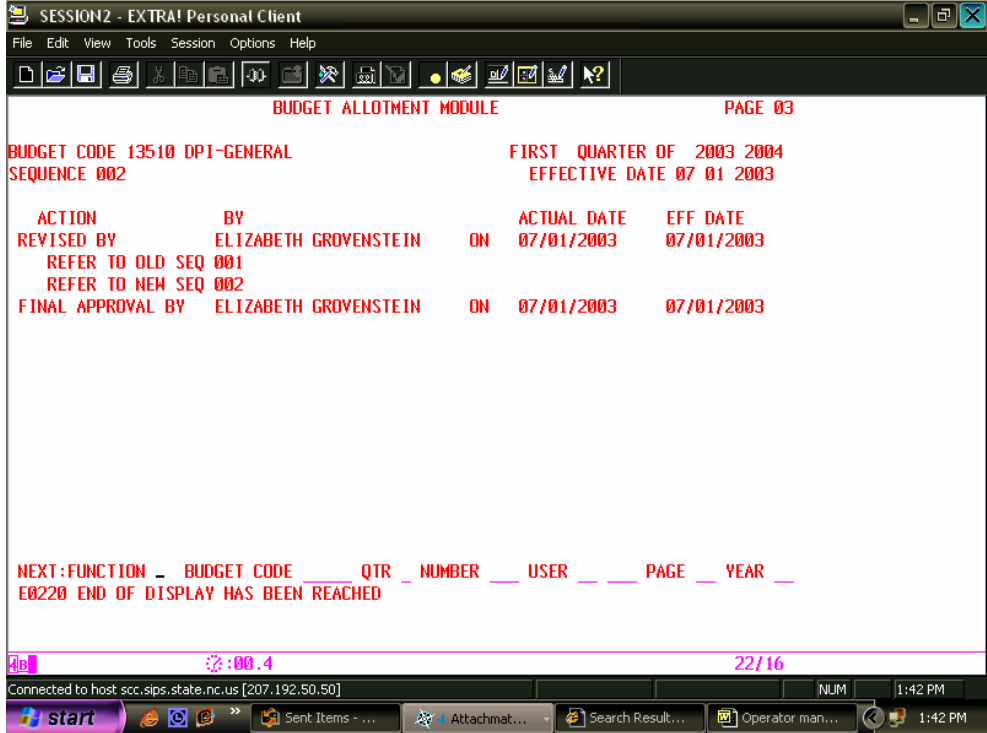 SESSION2 - EXTRA! Personal Client
File Edit View Tools Session Options Help
BUDGET ALLOTMENT MODULE PAGE 03
BUDGET CODE 13510 DPI-GENERAL FIRST QUARTER OF 2003 2004
SEQUENCE 002 EFFECTIVE DATE 07 01 2003
ACTION BY ACTUAL DATE EFF DATE
REVISED BY ELIZABETH GROVENSTEIN ON 07/01/2003 07/01/2003
REFER TO OLD SEQ 001
REFER TO NEW SEQ 002
FINAL APPROVAL BY ELIZABETH GROVENSTEIN ON 07/01/2003 07/01/2003
NEXT:FUNCTION _ BUDGET CODE _____ QTR _ NUMBER ___ USER __ ___ PAGE __ YEAR __
E0220 END OF DISPLAY HAS BEEN REACHED
4B :00.4 22/16
Connected to host scc.sips.state.nc.us [207.192.50.50] NUM 1:42 PM
start Sent Items - ... 4 Attachmat... Search Result... Operator man... 1:42 PM